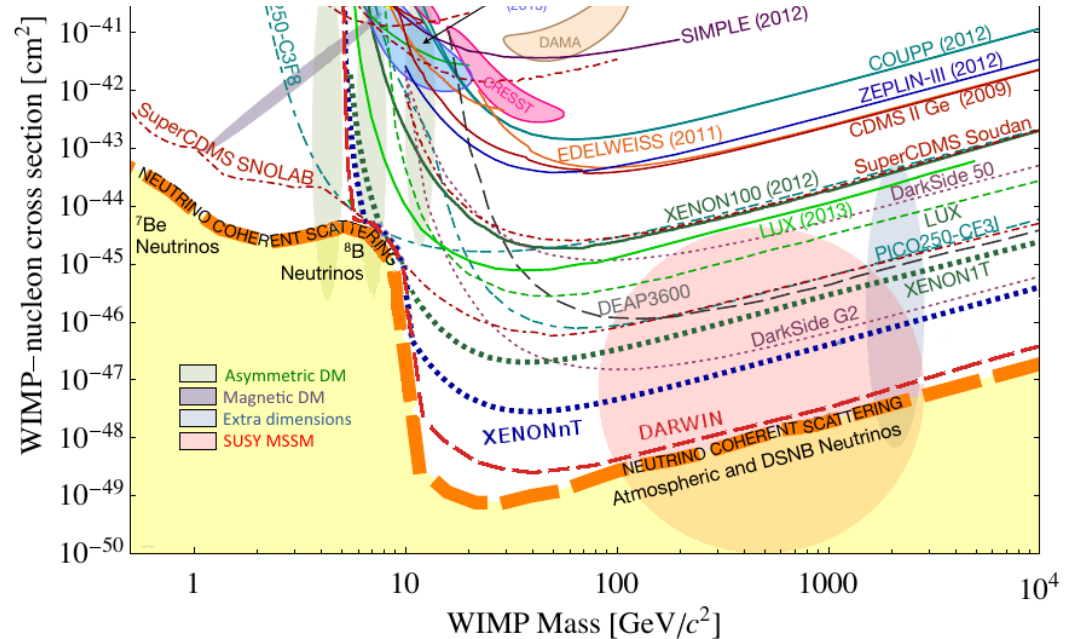 WIMP–nucleon cross section [cm²]
10⁻⁴¹
10⁻⁴²
10⁻⁴³
10⁻⁴⁴
10⁻⁴⁵
10⁻⁴⁶
10⁻⁴⁷
10⁻⁴⁸
10⁻⁴⁹
10⁻⁵⁰
250-C3F8
DAMA
CRESST
SIMPLE (2012)
COUPP (2012)
ZEPLIN-III (2012)
CDMS II Ge (2009)
EDELWEISS (2011)
SuperCDMS Soudan
SuperCDMS SNOLAB
XENON100 (2012)
DarkSide 50
LUX (2013)
LUX
PICO250-CF3I
DEAP3600
XENON1T
DarkSide G2
NEUTRINO COHERENT SCATTERING
⁷Be
Neutrinos
⁸B
Neutrinos
Asymmetric DM
Magnetic DM
Extra dimensions
SUSY MSSM
XENONnT
DARWIN
NEUTRINO COHERENT SCATTERING
Atmospheric and DSNB Neutrinos
1
10
100
1000
10⁴
WIMP Mass [GeV/c²]